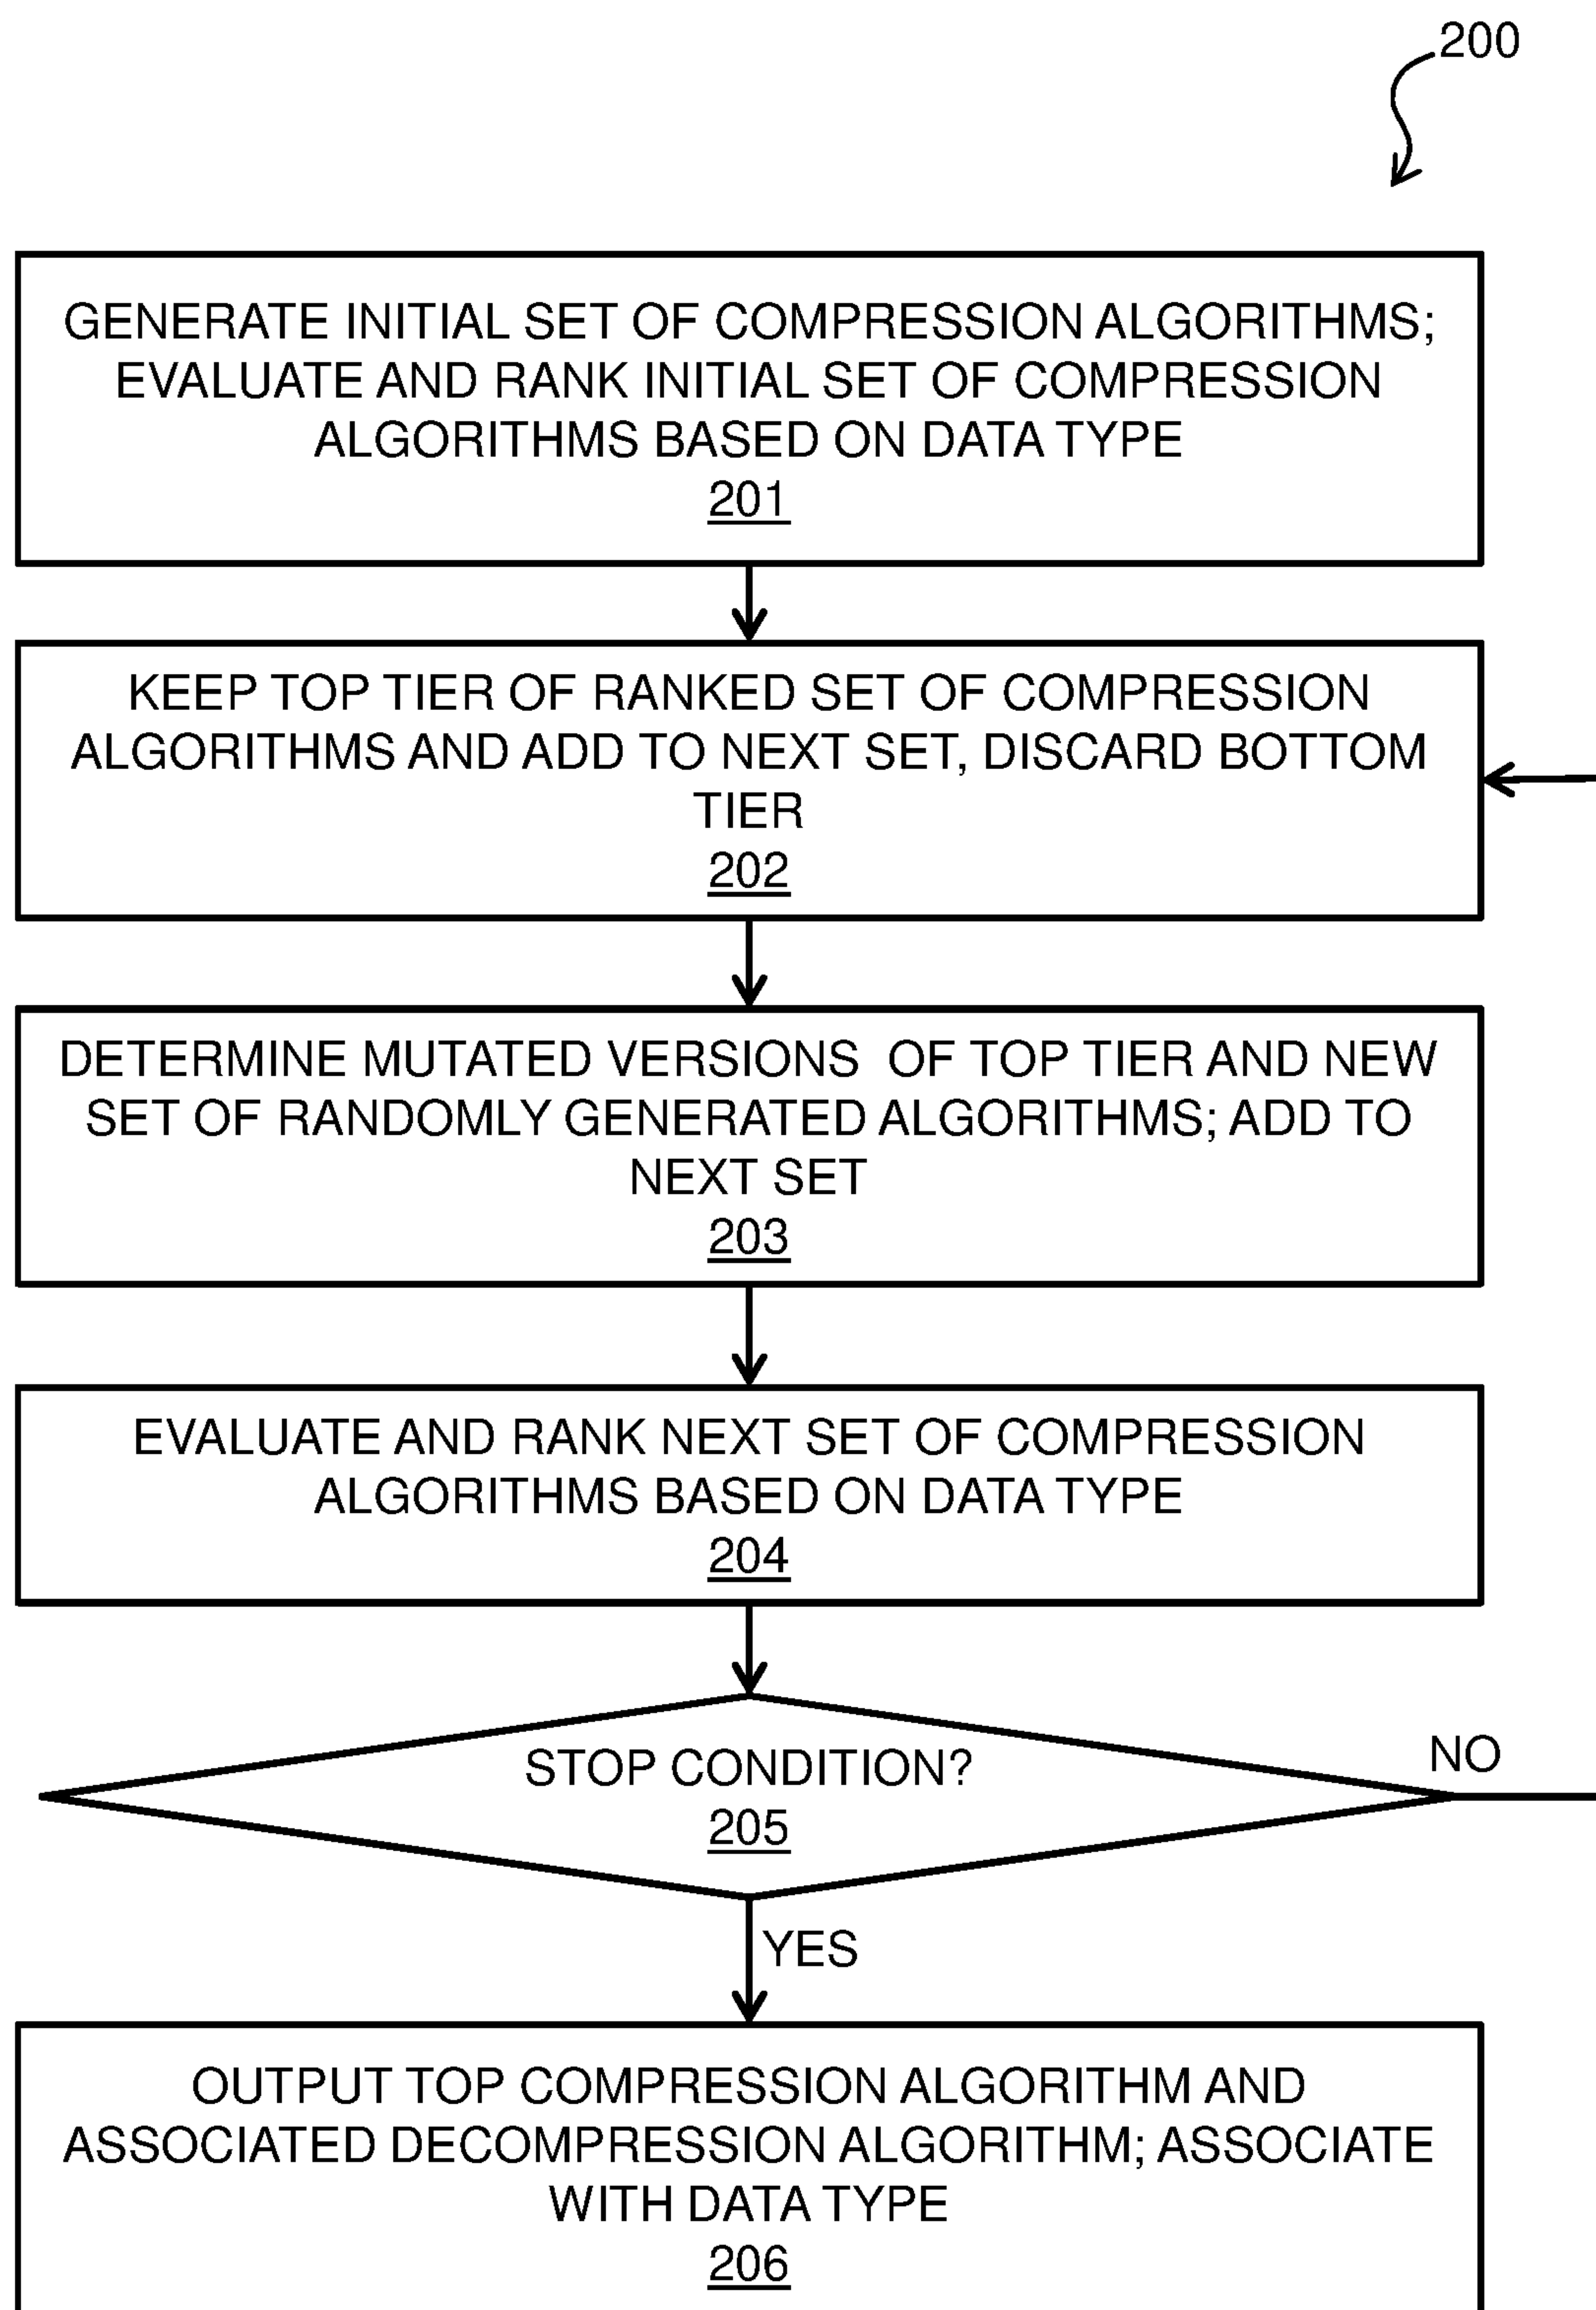 200
GENERATE INITIAL SET OF COMPRESSION ALGORITHMS;
EVALUATE AND RANK INITIAL SET OF COMPRESSION
ALGORITHMS BASED ON DATA TYPE
201
KEEP TOP TIER OF RANKED SET OF COMPRESSION
ALGORITHMS AND ADD TO NEXT SET, DISCARD BOTTOM
TIER
202
DETERMINE MUTATED VERSIONS OF TOP TIER AND NEW
SET OF RANDOMLY GENERATED ALGORITHMS; ADD TO
NEXT SET
203
EVALUATE AND RANK NEXT SET OF COMPRESSION
ALGORITHMS BASED ON DATA TYPE
204
STOP CONDITION?
205
NO
YES
OUTPUT TOP COMPRESSION ALGORITHM AND
ASSOCIATED DECOMPRESSION ALGORITHM; ASSOCIATE
WITH DATA TYPE
206